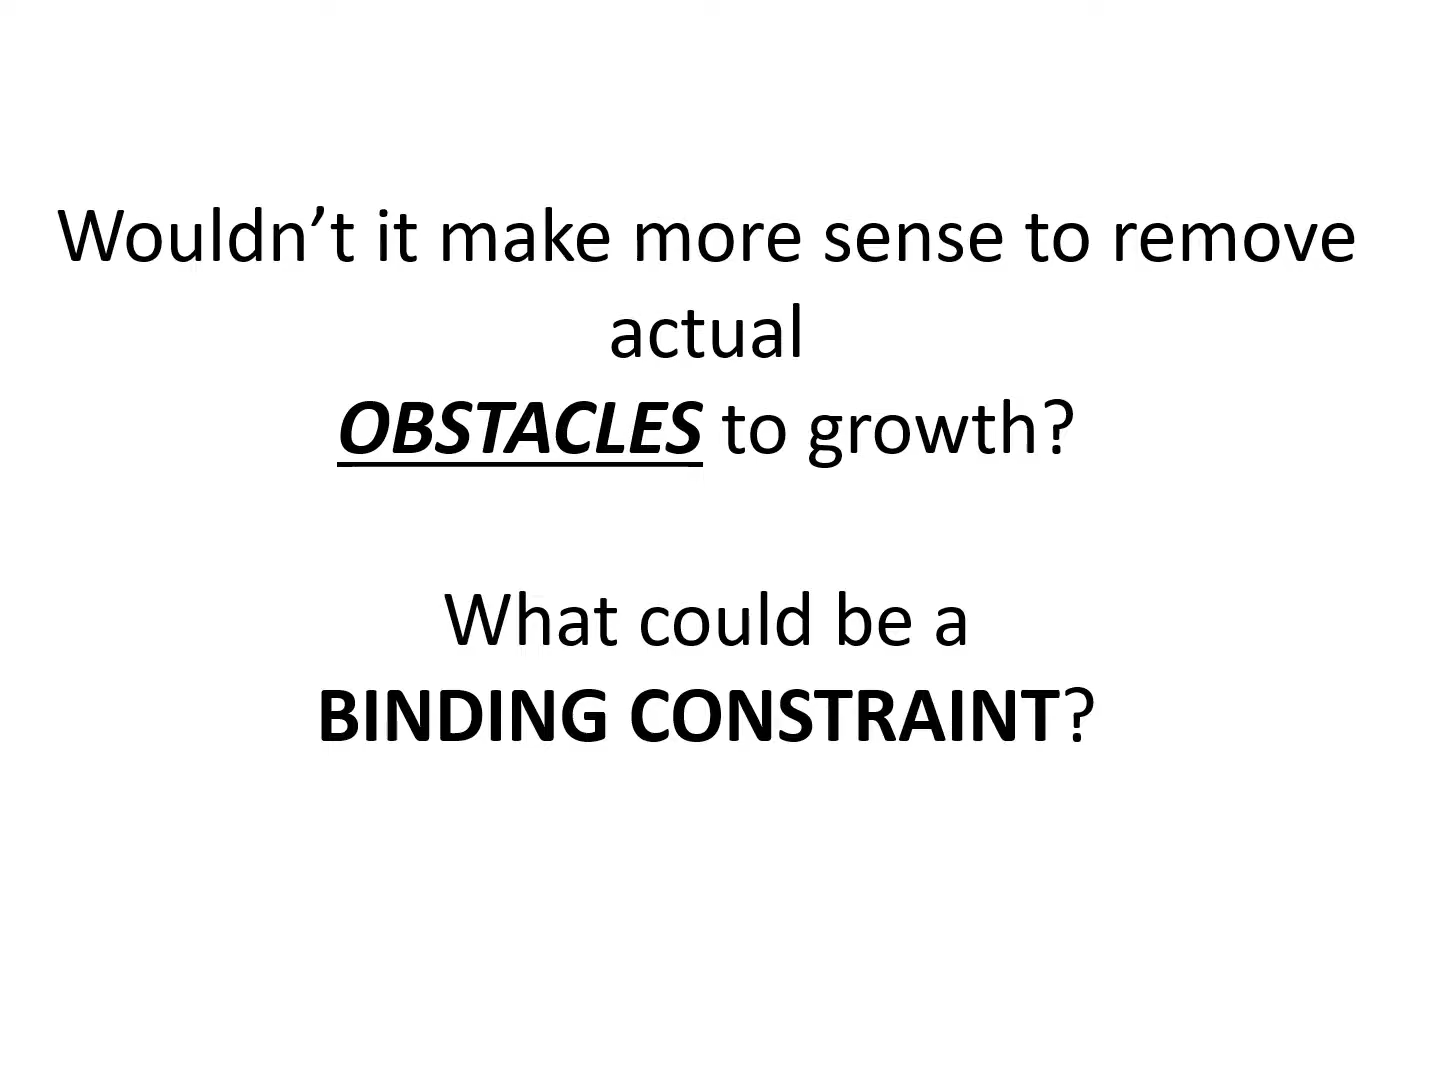 Wouldn’t it make more sense to remove
actual
OBSTACLES to growth?
What could be a
BINDING CONSTRAINT?